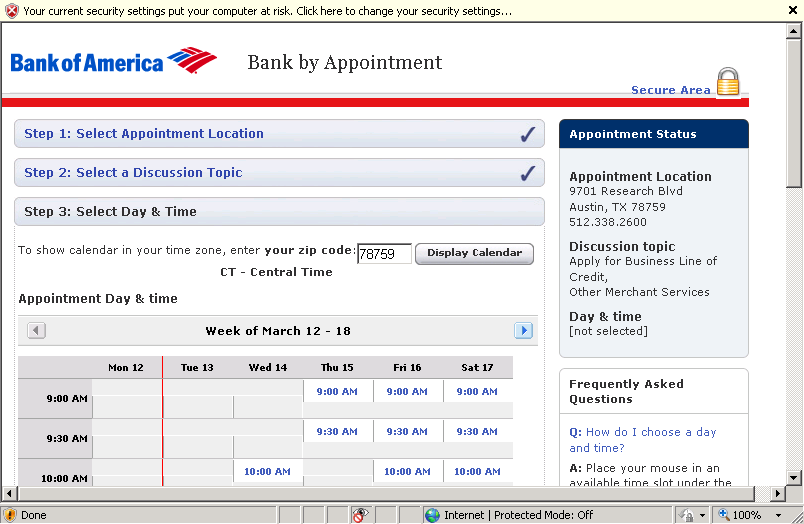 Your current security settings put your computer at risk. Click here to change your security settings...
Bank of America
Bank by Appointment
Secure Area
Step 1: Select Appointment Location
Step 2: Select a Discussion Topic
Step 3: Select Day & Time
To show calendar in your time zone, enter your zip code: 78759 Display Calendar
CT - Central Time
Appointment Day & time
Week of March 12 - 18
Mon 12 Tue 13 Wed 14 Thu 15 Fri 16 Sat 17
9:00 AM 9:00 AM 9:00 AM 9:00 AM
9:30 AM 9:30 AM 9:30 AM 9:30 AM
10:00 AM 10:00 AM 10:00 AM 10:00 AM
Appointment Status
Appointment Location
9701 Research Blvd
Austin, TX 78759
512.338.2600
Discussion topic
Apply for Business Line of
Credit,
Other Merchant Services
Day & time
[not selected]
Frequently Asked
Questions
Q: How do I choose a day
and time?
A: Place your mouse in an
available time slot under the
Done
Internet | Protected Mode: Off
100%